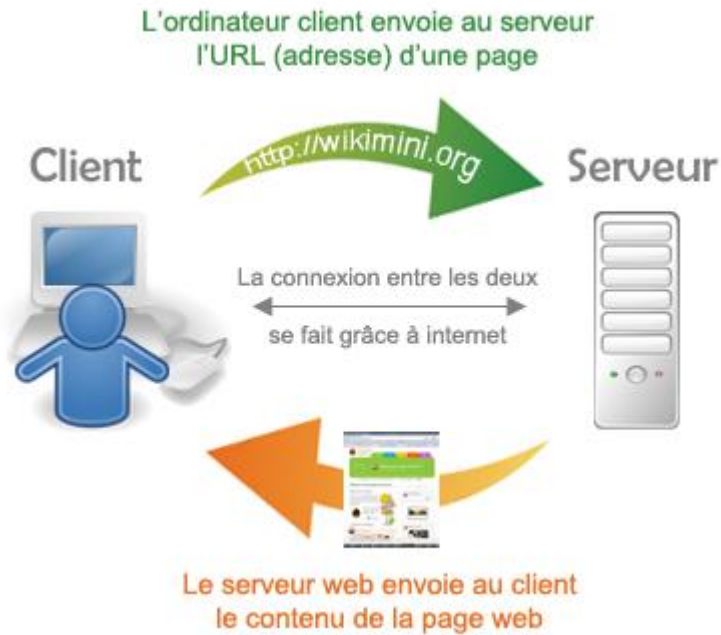 L'ordinateur client envoie au serveur
l'URL (adresse) d'une page
http://wikimini.org
Client
Serveur
La connexion entre les deux
se fait grâce à internet
Le serveur web envoie au client
le contenu de la page web